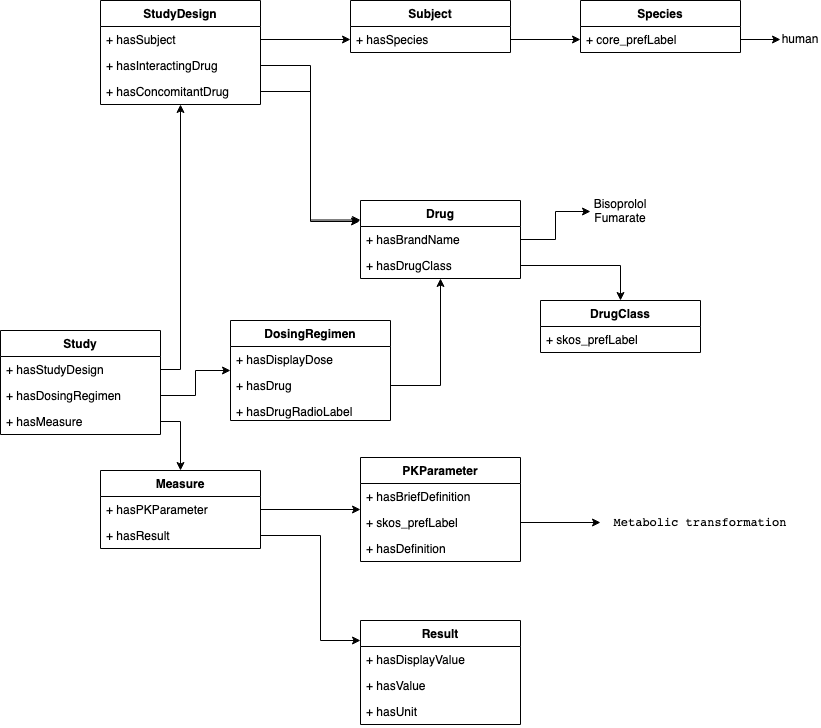 StudyDesign
+ hasSubject
+ hasInteractingDrug
+ hasConcomitantDrug
Subject
+ hasSpecies
Species
+ core_prefLabel
human
Drug
+ hasBrandName
+ hasDrugClass
Bisoprolol
Fumarate
DrugClass
+ skos_prefLabel
Study
+ hasStudyDesign
+ hasDosingRegimen
+ hasMeasure
DosingRegimen
+ hasDisplayDose
+ hasDrug
+ hasDrugRadioLabel
Measure
+ hasPKParameter
+ hasResult
PKParameter
+ hasBriefDefinition
+ skos_prefLabel
+ hasDefinition
Metabolic transformation
Result
+ hasDisplayValue
+ hasValue
+ hasUnit